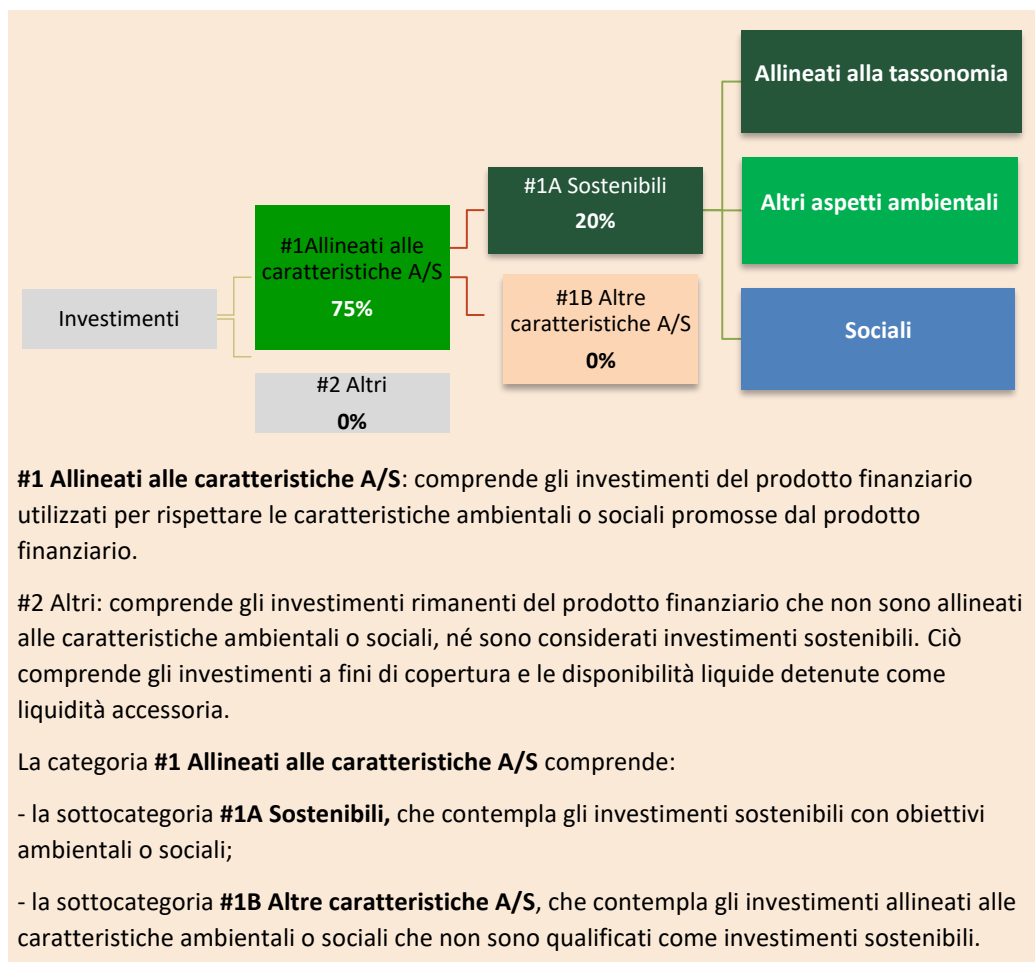 Investimenti
#1Allineati alle
caratteristiche A/S
75%
#2 Altri
0%
#1A Sostenibili
20%
#1B Altre
caratteristiche A/S
0%
Allineati alla tassonomia
Altri aspetti ambientali
Sociali
#1 Allineati alle caratteristiche A/S: comprende gli investimenti del prodotto finanziario
utilizzati per rispettare le caratteristiche ambientali o sociali promosse dal prodotto
finanziario.
#2 Altri: comprende gli investimenti rimanenti del prodotto finanziario che non sono allineati
alle caratteristiche ambientali o sociali, né sono considerati investimenti sostenibili. Ciò
comprende gli investimenti a fini di copertura e le disponibilità liquide detenute come
liquidità accessoria.
La categoria #1 Allineati alle caratteristiche A/S comprende:
- la sottocategoria #1A Sostenibili, che contempla gli investimenti sostenibili con obiettivi
ambientali o sociali;
- la sottocategoria #1B Altre caratteristiche A/S, che contempla gli investimenti allineati alle
caratteristiche ambientali o sociali che non sono qualificati come investimenti sostenibili.